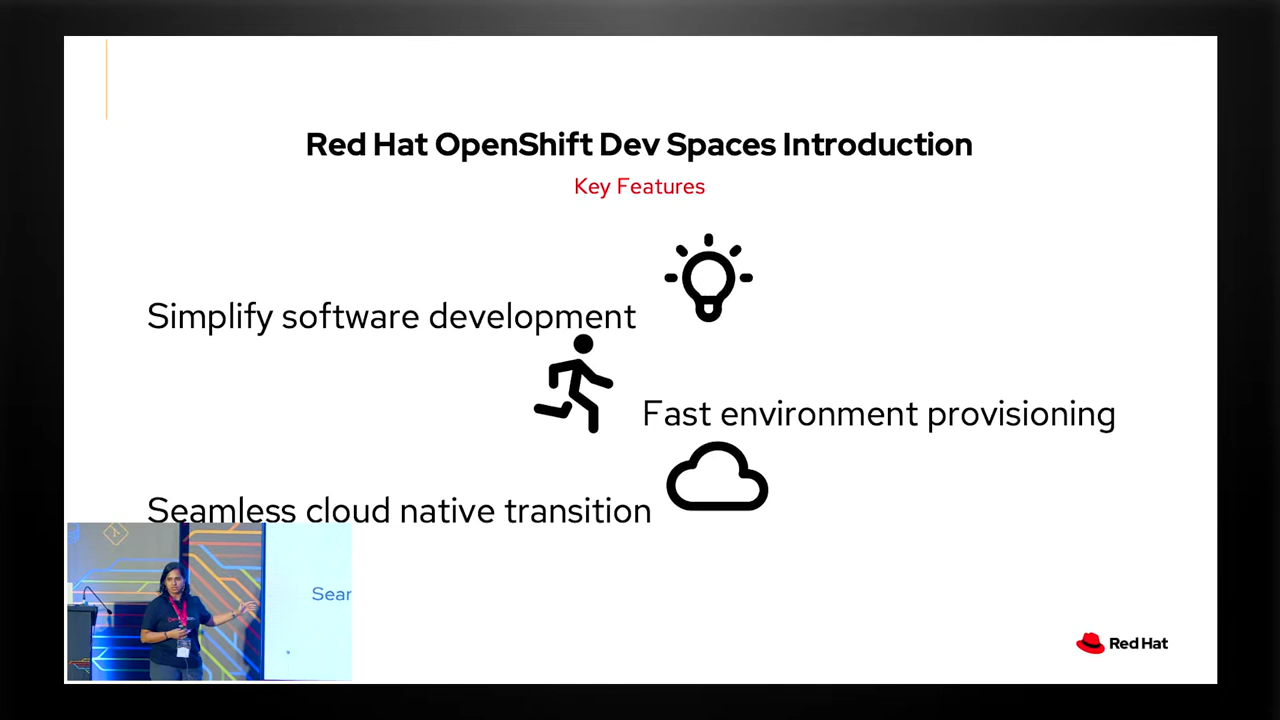 Red Hat OpenShift Dev Spaces Introduction
Key Features
Simplify software development
Fast environment provisioning
Seamless cloud native transition
Sear
Red Hat